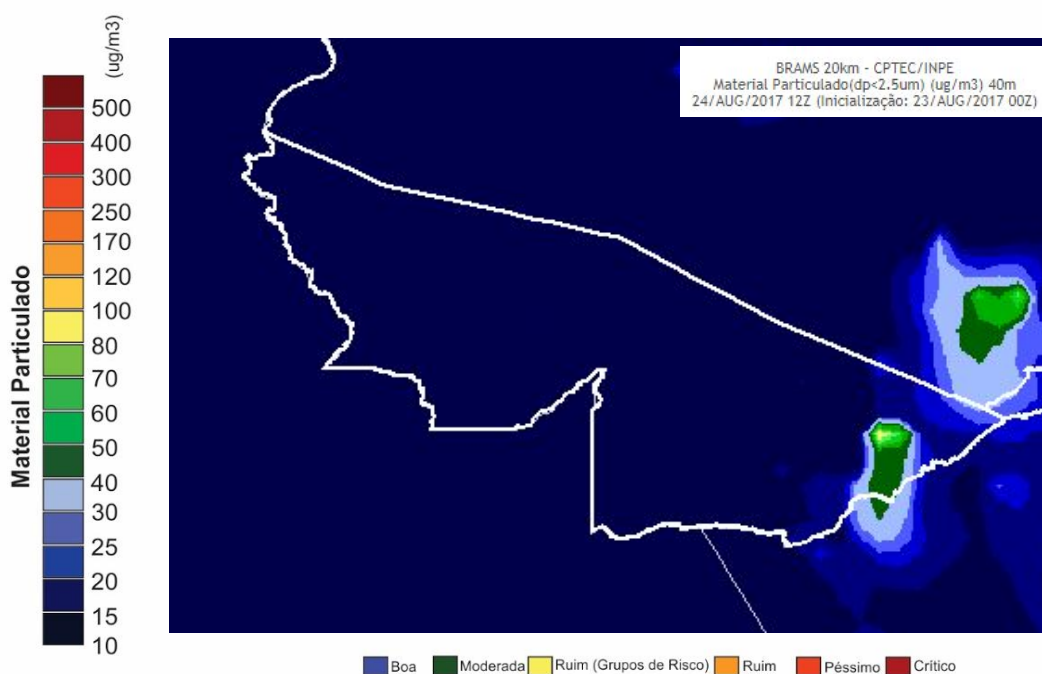 (ug/m3)
Material Particulado
500
400
300
250
170
120
100
80
70
60
50
40
30
25
20
15
10
BRAMS 20km - CPTEC/INPE
Material Particulado(dp<2.5um) (ug/m3) 40m
24/AUG/2017 12Z (Inicialização: 23/AUG/2017 00Z)
Boa Moderada Ruim (Grupos de Risco) Ruim Péssimo Crítico